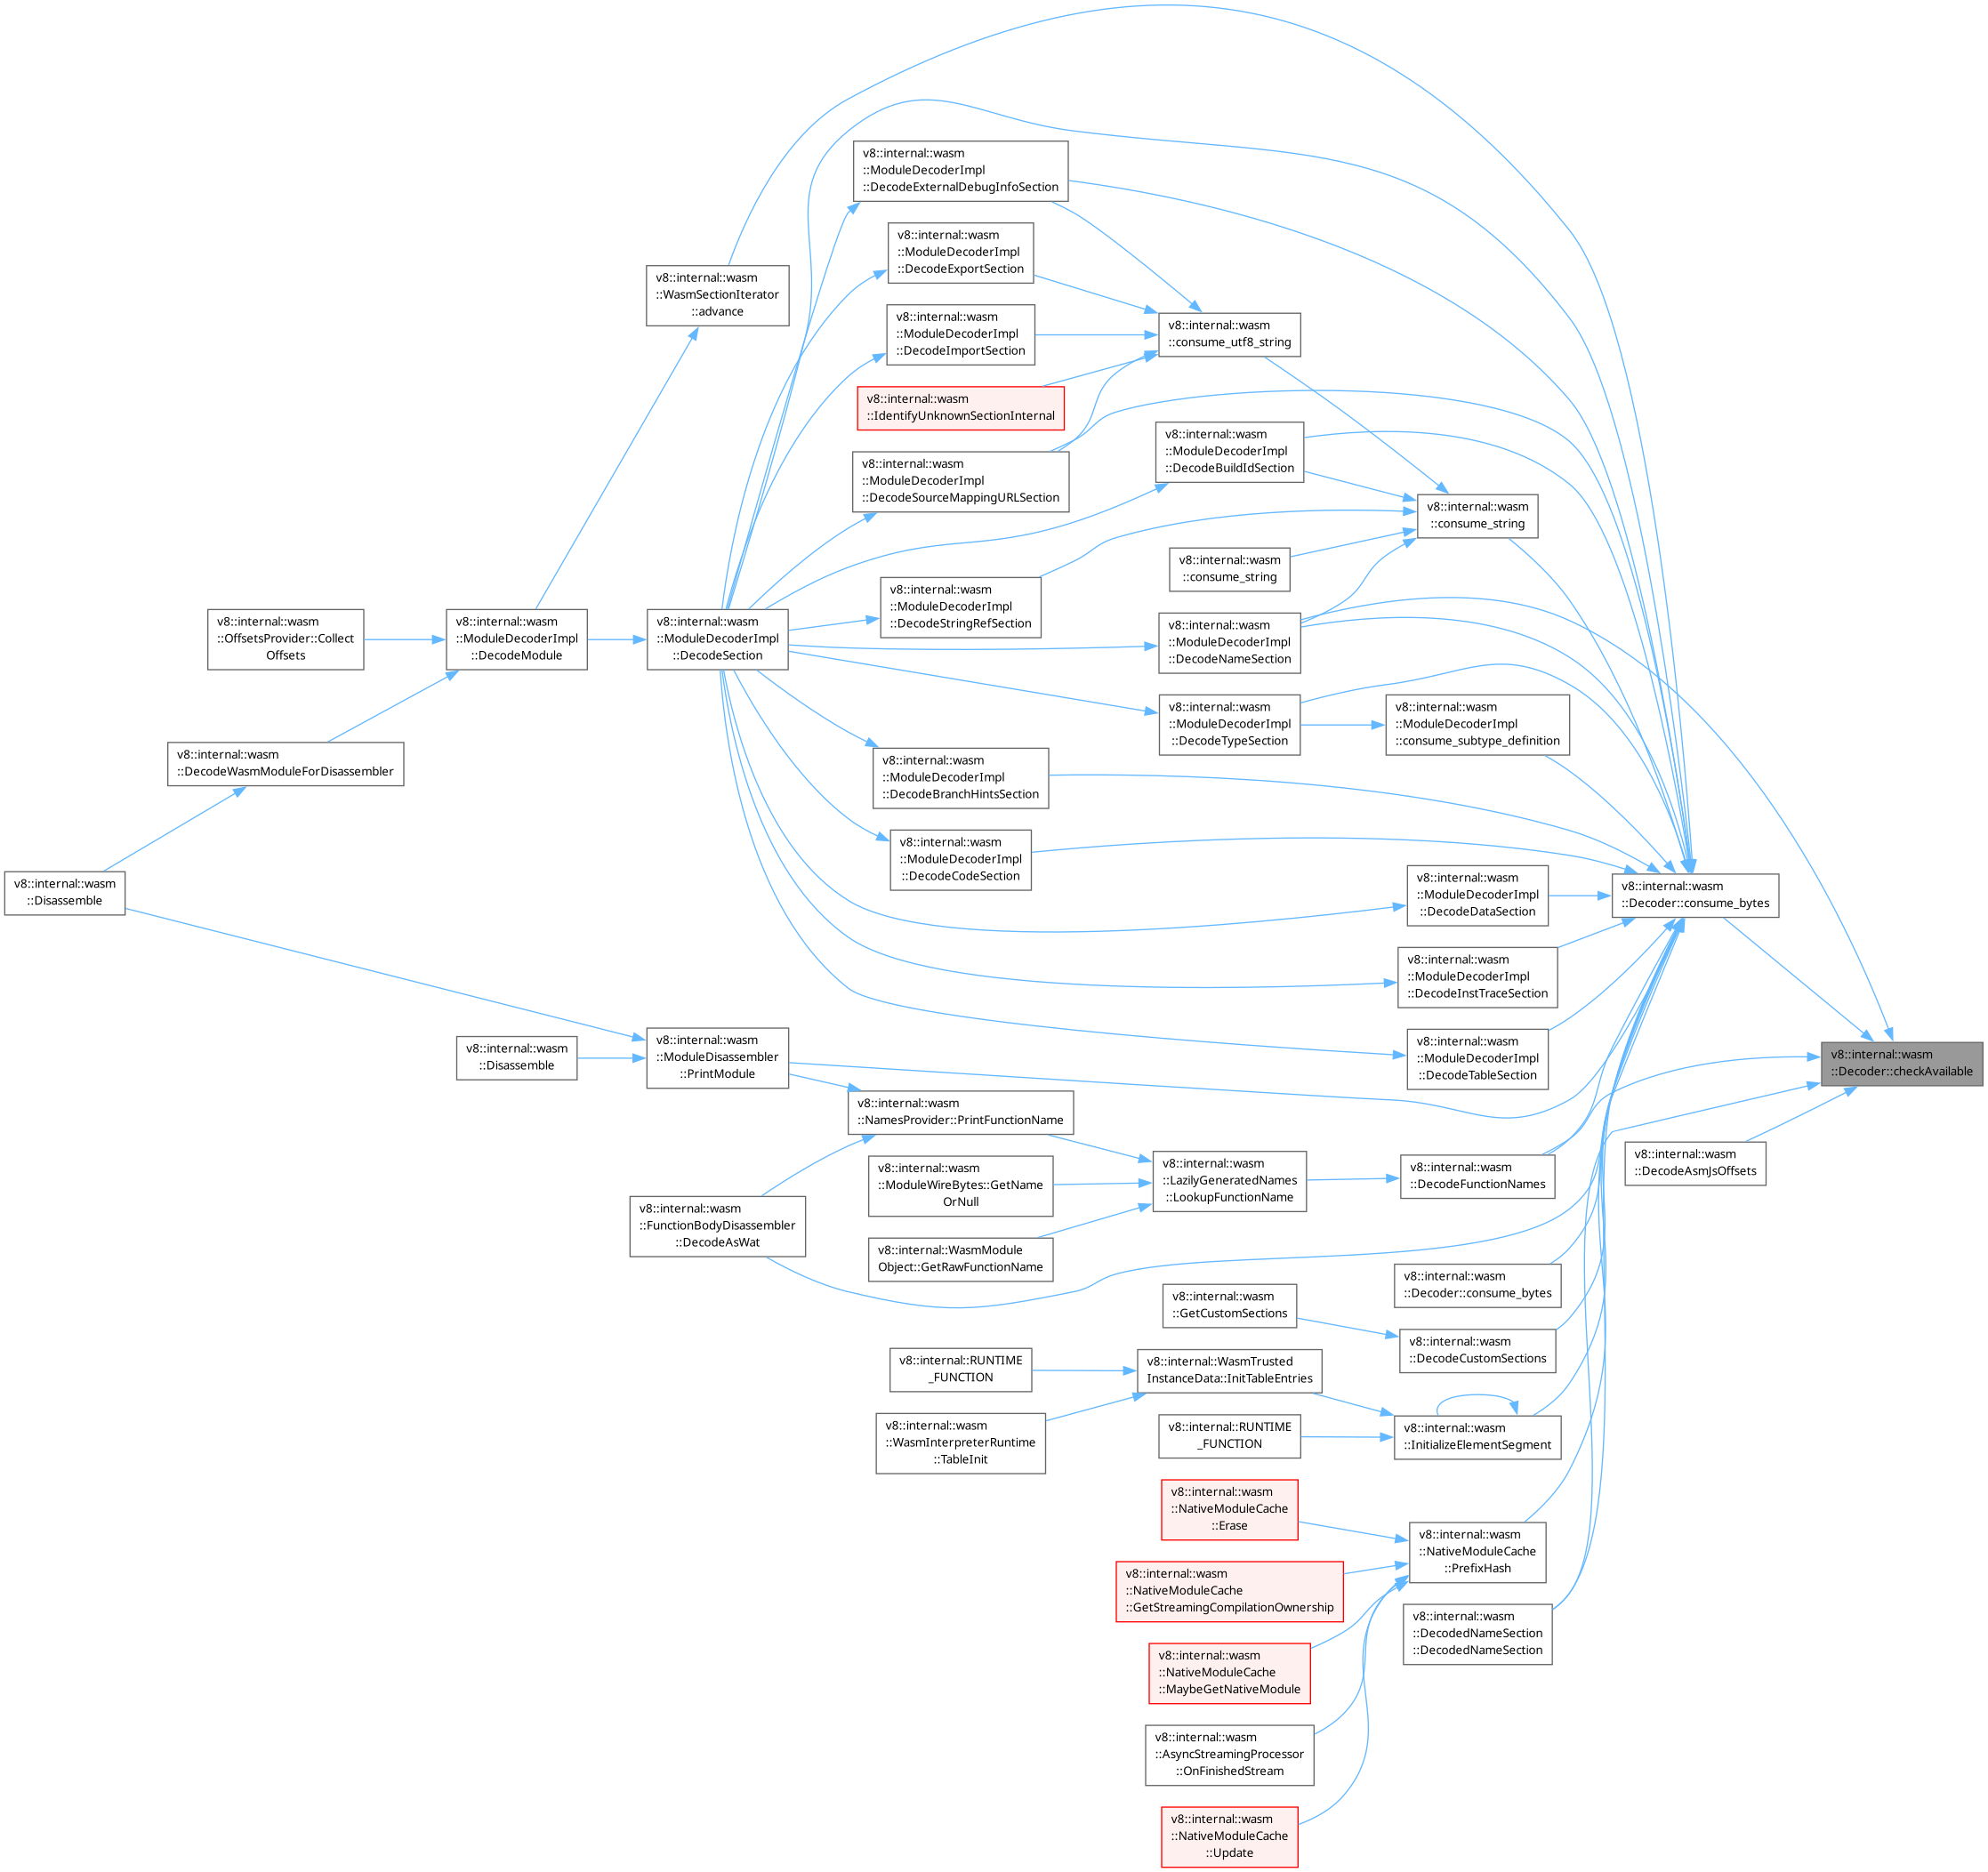 v8::internal::wasm
::ModuleDecoderImpl
::DecodeExternalDebugInfoSection
v8::internal::wasm
::ModuleDecoderImpl
::DecodeExportSection
v8::internal::wasm
::WasmSectionIterator
::advance
v8::internal::wasm
::ModuleDecoderImpl
::DecodeImportSection
v8::internal::wasm
::consume_utf8_string
v8::internal::wasm
::IdentifyUnknownSectionInternal
v8::internal::wasm
::ModuleDecoderImpl
::DecodeBuildIdSection
v8::internal::wasm
::ModuleDecoderImpl
::DecodeSourceMappingURLSection
v8::internal::wasm
::consume_string
v8::internal::wasm
::consume_string
v8::internal::wasm
::ModuleDecoderImpl
::DecodeStringRefSection
v8::internal::wasm
::OffsetsProvider::Collect
Offsets
v8::internal::wasm
::ModuleDecoderImpl
::DecodeModule
v8::internal::wasm
::ModuleDecoderImpl
::DecodeSection
v8::internal::wasm
::ModuleDecoderImpl
::DecodeNameSection
v8::internal::wasm
::ModuleDecoderImpl
::DecodeTypeSection
v8::internal::wasm
::ModuleDecoderImpl
::consume_subtype_definition
v8::internal::wasm
::DecodeWasmModuleForDisassembler
v8::internal::wasm
::ModuleDecoderImpl
::DecodeBranchHintsSection
v8::internal::wasm
::ModuleDecoderImpl
::DecodeCodeSection
v8::internal::wasm
::Disassemble
v8::internal::wasm
::ModuleDecoderImpl
::DecodeDataSection
v8::internal::wasm
::Decoder::consume_bytes
v8::internal::wasm
::ModuleDecoderImpl
::DecodeInstTraceSection
v8::internal::wasm
::Disassemble
v8::internal::wasm
::ModuleDisassembler
::PrintModule
v8::internal::wasm
::ModuleDecoderImpl
::DecodeTableSection
v8::internal::wasm
::Decoder::checkAvailable
v8::internal::wasm
::NamesProvider::PrintFunctionName
v8::internal::wasm
::ModuleWireBytes::GetName
OrNull
v8::internal::wasm
::LazilyGeneratedNames
::LookupFunctionName
v8::internal::wasm
::DecodeFunctionNames
v8::internal::wasm
::DecodeAsmJsOffsets
v8::internal::wasm
::FunctionBodyDisassembler
::DecodeAsWat
v8::internal::WasmModule
Object::GetRawFunctionName
v8::internal::wasm
::Decoder::consume_bytes
v8::internal::wasm
::GetCustomSections
v8::internal::wasm
::DecodeCustomSections
v8::internal::RUNTIME
_FUNCTION
v8::internal::WasmTrusted
InstanceData::InitTableEntries
v8::internal::wasm
::WasmInterpreterRuntime
::TableInit
v8::internal::RUNTIME
_FUNCTION
v8::internal::wasm
::InitializeElementSegment
v8::internal::wasm
::NativeModuleCache
::Erase
v8::internal::wasm
::NativeModuleCache
::PrefixHash
v8::internal::wasm
::NativeModuleCache
::GetStreamingCompilationOwnership
v8::internal::wasm
::DecodedNameSection
::DecodedNameSection
v8::internal::wasm
::NativeModuleCache
::MaybeGetNativeModule
v8::internal::wasm
::AsyncStreamingProcessor
::OnFinishedStream
v8::internal::wasm
::NativeModuleCache
::Update